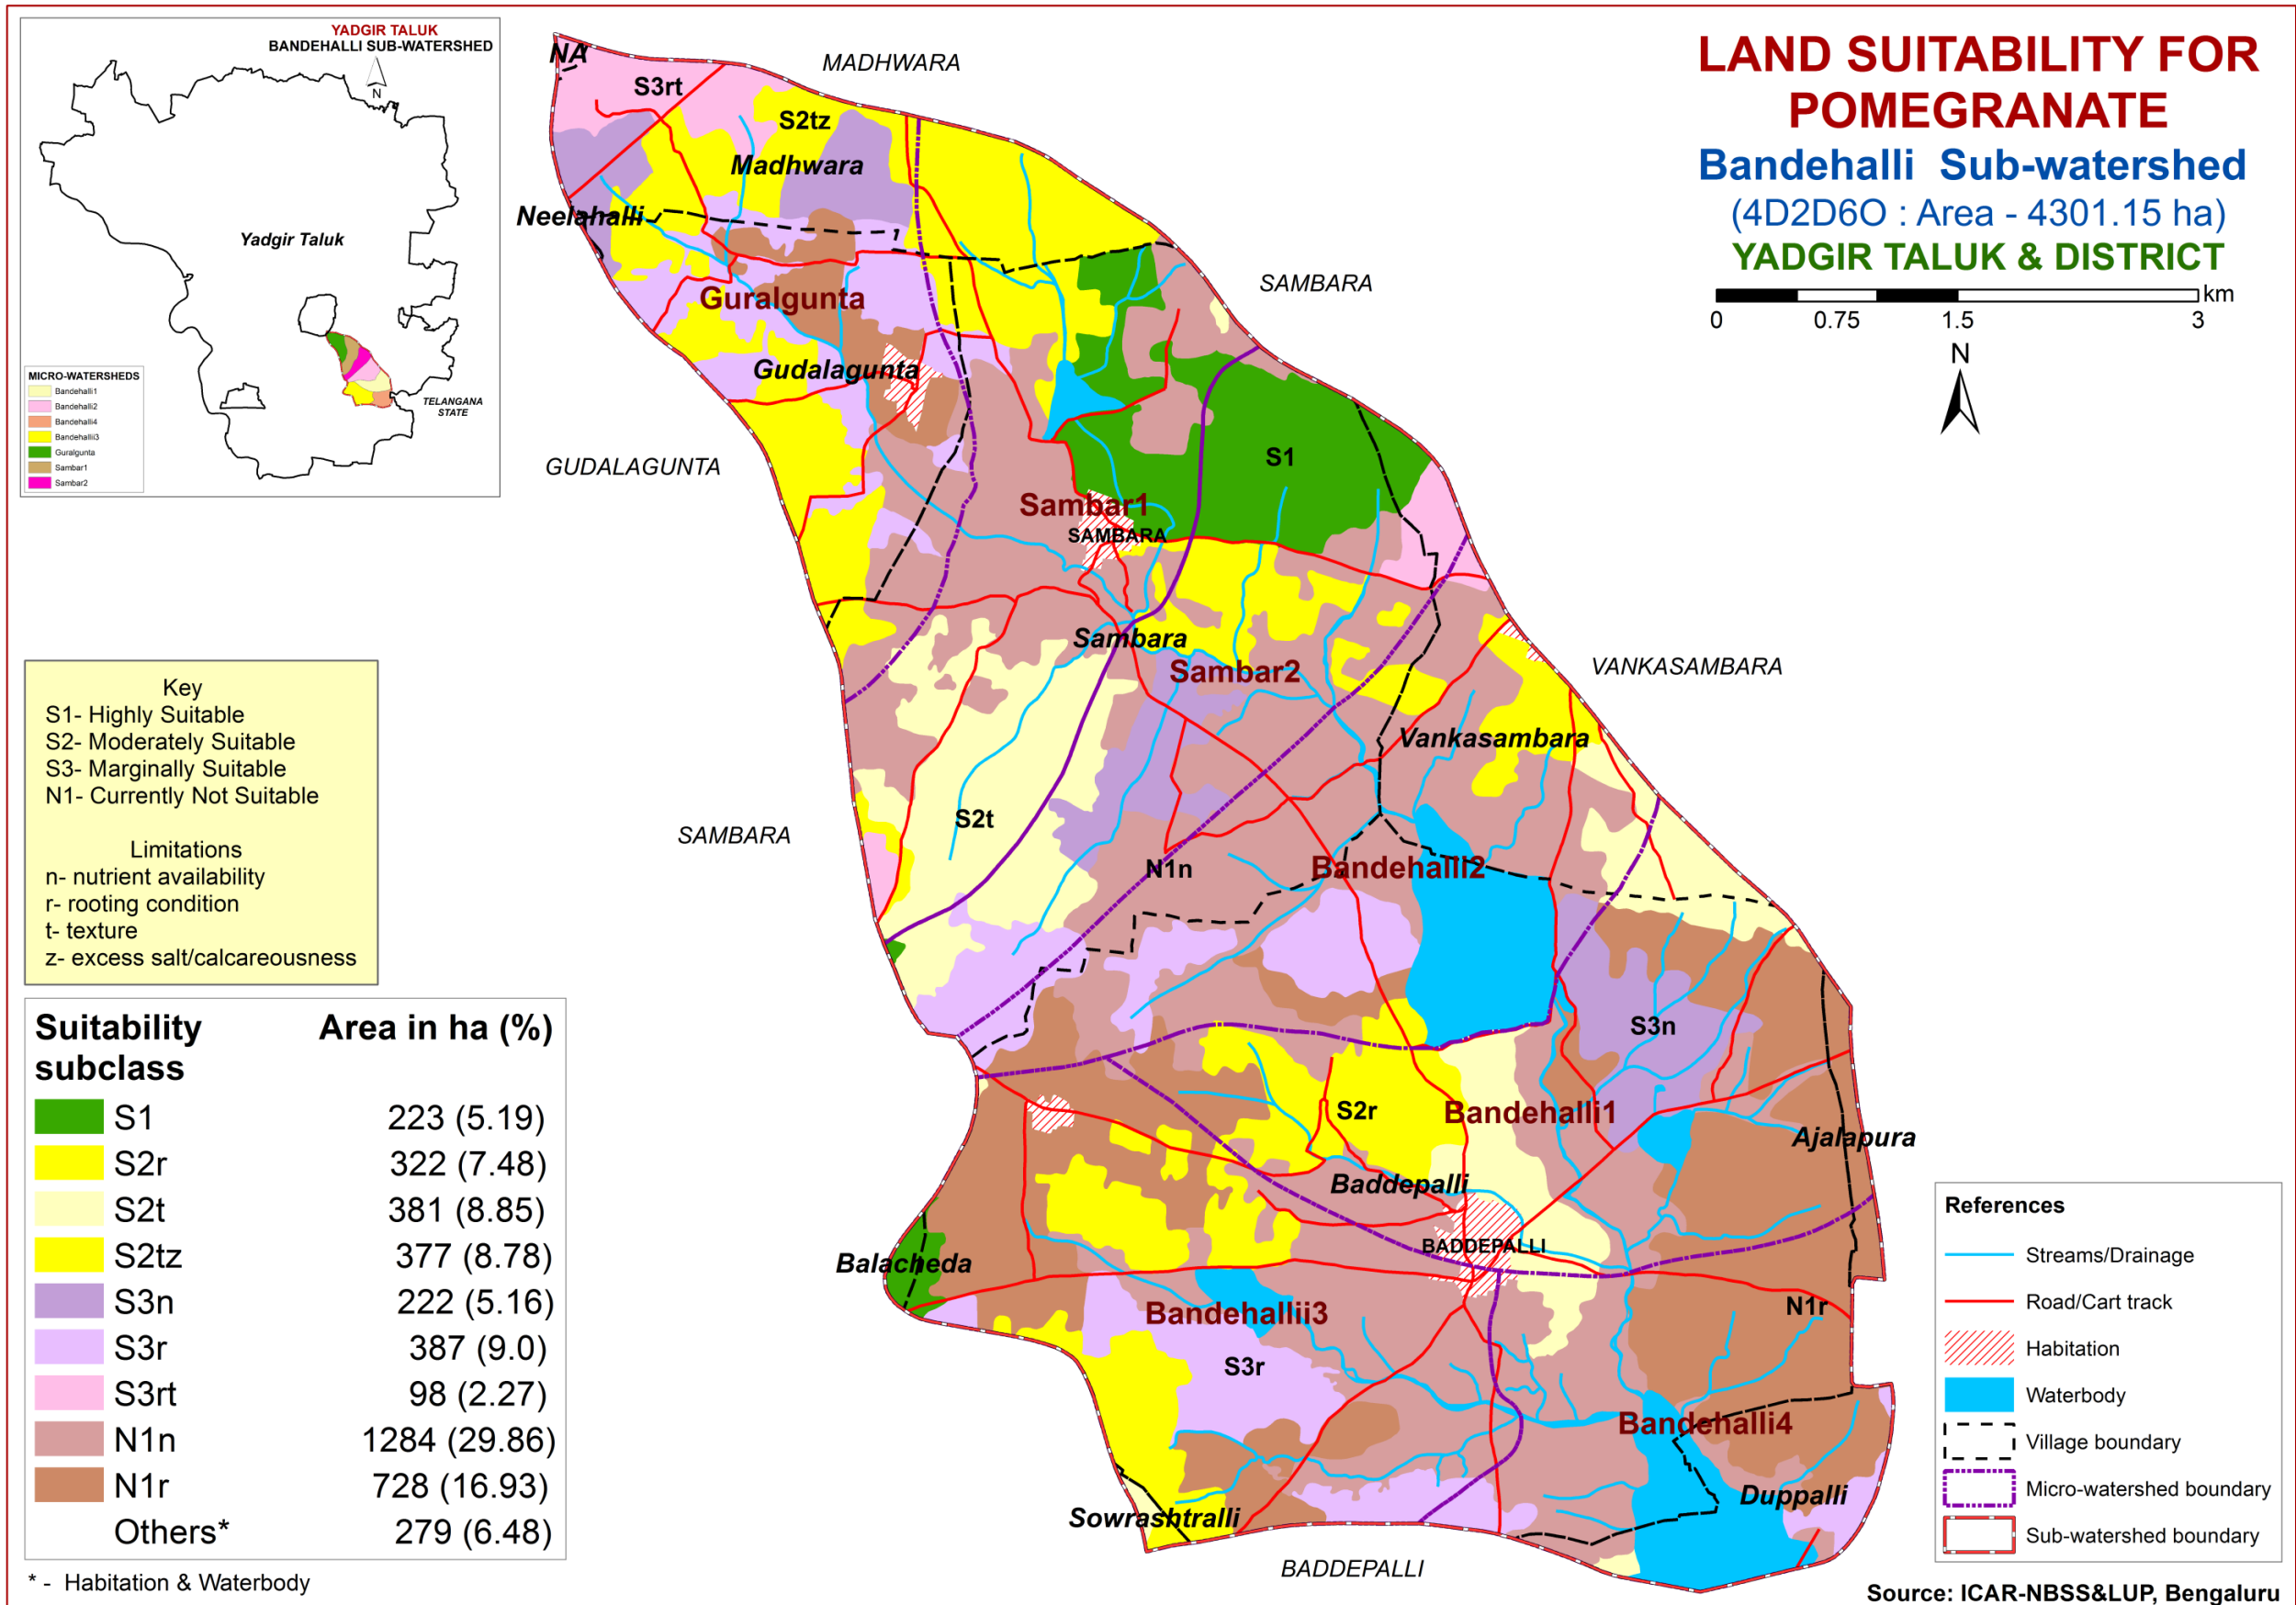 YADGIR TALUK
BANDEHALLI SUB-WATERSHED
N
Yadgir Taluk
TELANGANA
STATE
MICRO-WATERSHEDS
Bandehalli1
Bandehalli2
Bandehalli4
Bandehallii3
Guralgunta
Sambar1
Sambar2
LAND SUITABILITY FOR
POMEGRANATE
Bandehalli Sub-watershed
(4D2D6O : Area - 4301.15 ha)
YADGIR TALUK & DISTRICT
km
0 0.75 1.5 3
N
NA
MADHWARA
S3rt
S2tz
Madhwara
Neelahalli
SAMBARA
Guralgunta
Gudalagunta
GUDALAGUNTA
S1
Sambar1
SAMBARA
Sambara
Sambar2
VANKASAMBARA
Vankasambara
S2t
SAMBARA
N1n
Bandehalli2
S3n
S2r
Bandehalli1
Ajalapura
Baddepalli
BADDEPALLI
Balacheda
Bandehallii3
N1r
S3r
Bandehalli4
Duppalli
Sowrashtralli
BADDEPALLI
Key
S1- Highly Suitable
S2- Moderately Suitable
S3- Marginally Suitable
N1- Currently Not Suitable
Limitations
n- nutrient availability
r- rooting condition
t- texture
z- excess salt/calcareousness
Suitability subclass Area in ha (%)
S1 223 (5.19)
S2r 322 (7.48)
S2t 381 (8.85)
S2tz 377 (8.78)
S3n 222 (5.16)
S3r 387 (9.0)
S3rt 98 (2.27)
N1n 1284 (29.86)
N1r 728 (16.93)
Others* 279 (6.48)
* - Habitation & Waterbody
References
Streams/Drainage
Road/Cart track
Habitation
Waterbody
Village boundary
Micro-watershed boundary
Sub-watershed boundary
Source: ICAR-NBSS&LUP, Bengaluru